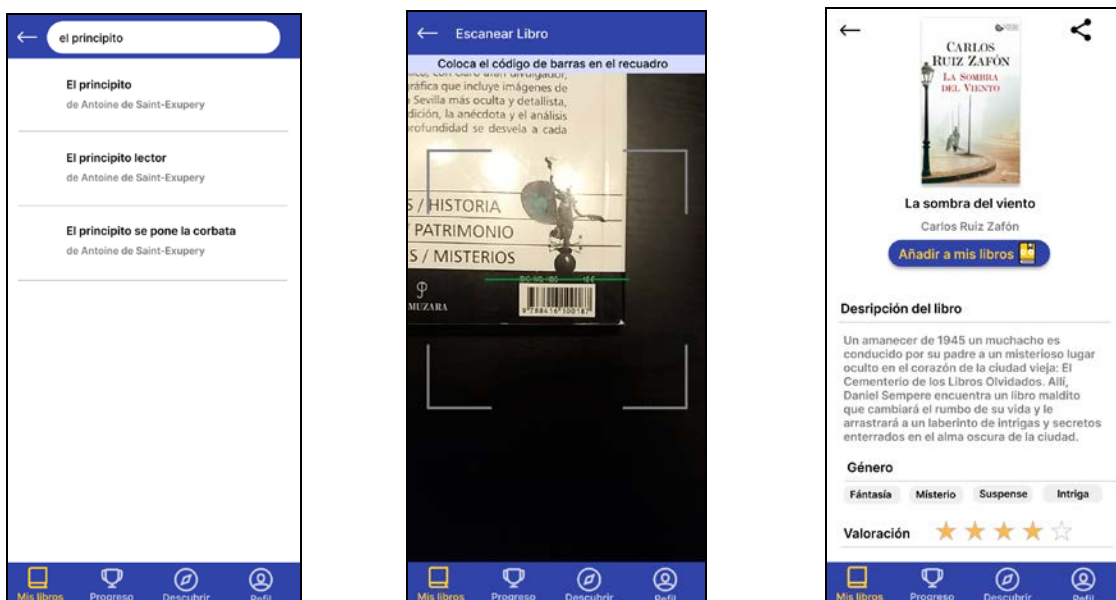 el principito
El principito
de Antoine de Saint-Exupery
El principito lector
de Antoine de Saint-Exupery
El principito se pone la corbata
de Antoine de Saint-Exupery
Mis libros
Progreso
Descubrir
Pefil
Escanear Libro
Coloca el código de barras en el recuadro
ráfica que incluye imágenes de
Sevilla más oculta y detallista,
dición, la anécdota y el análisis
rofundidad se desvela a cada
S / HISTORIA
/ PATRIMONIO
S / MISTERIOS
MUZARA
9 788416 100187
Mis libros
Progreso
Descubrir
Pefil
CARLOS
RUIZ ZAFÓN
LA SOMBRA
DEL VIENTO
La sombra del viento
Carlos Ruiz Zafón
Añadir a mis libros
Desripción del libro
Un amanecer de 1945 un muchacho es
conducido por su padre a un misterioso lugar
oculto en el corazón de la ciudad vieja: El
Cementerio de los Libros Olvidados. Allí,
Daniel Sempere encuentra un libro maldito
que cambiará el rumbo de su vida y le
arrastrará a un laberinto de intrigas y secretos
enterrados en el alma oscura de la ciudad.
Género
Fántasía
Misterio
Suspense
Intriga
Valoración
Mis libros
Progreso
Descubrir
Pefil